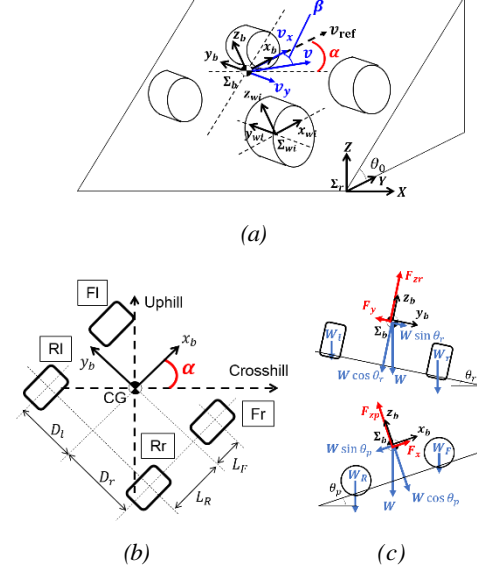 β
z_b
x_b
v_x
v_ref
y_b
v
α
Σ_b
v_y
z_wi
x_wi
y_wi
Σ_wi
Z
θ_0
Σ_r
Y
X
(a)
Fl
Uphill
x_b
y_b
Rl
α
Crosshill
CG
Fr
D_l
Rr
D_r
L_F
L_R
(b)
F_zr
z_b
F_y
y_b
Σ_b
W_l
W sin θ_r
W_r
W cos θ_r
W
θ_r
F_zp
z_b
x_b
Σ_b
W sin θ_p
F_x
W_R
W_F
θ_p
W
W cos θ_p
(c)